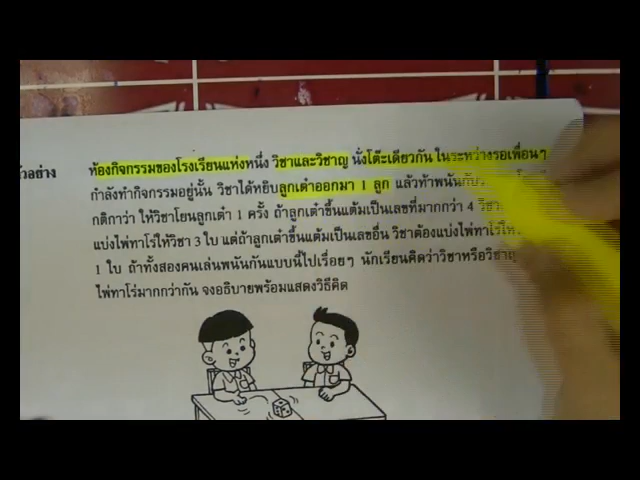 ตัวอย่าง ห้องกิจกรรมของโรงเรียนแห่งหนึ่ง วิชาและวิชาญ นั่งโต๊ะเดียวกัน ในระหว่างรอเพื่อนๆ
กำลังทำกิจกรรมอยู่นั้น วิชาได้หยิบลูกเต๋าออกมา 1 ลูก แล้วท้าพนันกับ
กติกาว่า ให้วิชาโยนลูกเต๋า 1 ครั้ง ถ้าลูกเต๋าขึ้นแต้มเป็นเลขที่มากกว่า 4
แบ่งไพ่ทาโร่ให้วิชา 3 ใบ แต่ถ้าลูกเต๋าขึ้นแต้มเป็นเลขอื่น วิชาต้องแบ่งไพ่ทาโร่ให้
1 ใบ ถ้าทั้งสองคนเล่นพนันกันแบบนี้ไปเรื่อยๆ นักเรียนคิดว่าวิชาหรือวิชาญ
ไพ่ทาโร่มากกว่ากัน จงอธิบายพร้อมแสดงวิธีคิด